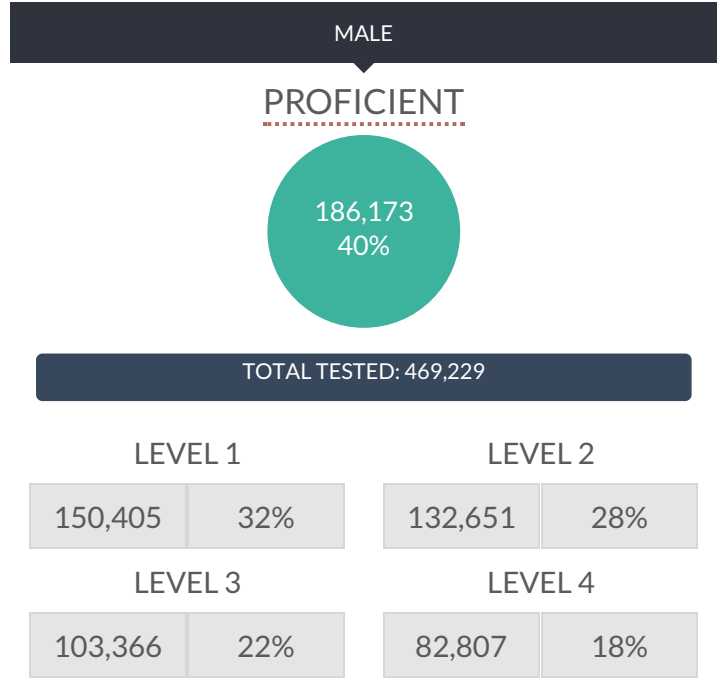 MALE
PROFICIENT
186,173
40%
TOTAL TESTED: 469,229
LEVEL 1
150,405 32%
LEVEL 2
132,651 28%
LEVEL 3
103,366 22%
LEVEL 4
82,807 18%